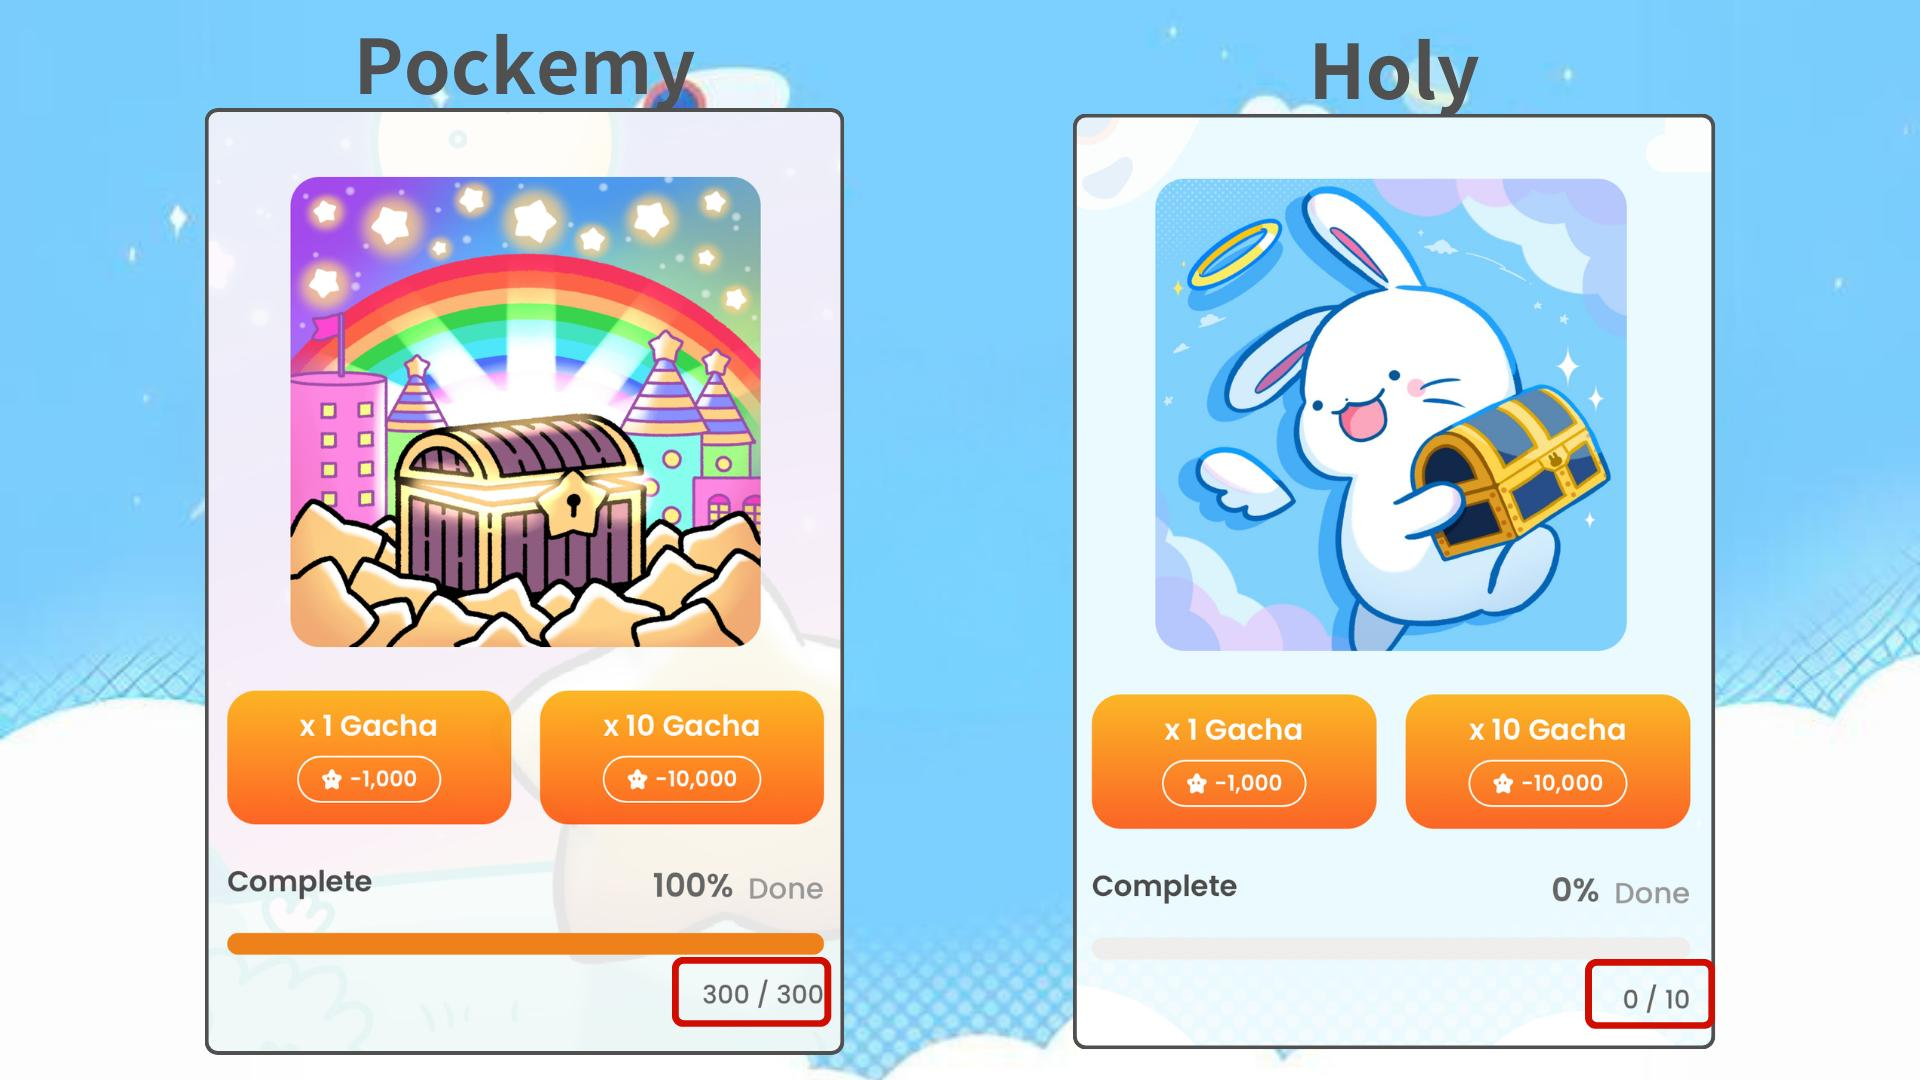 Pockemy
x 1 Gacha
-1,000
x 10 Gacha
-10,000
Complete
100% Done
300 / 300
Holy
x 1 Gacha
-1,000
x 10 Gacha
-10,000
Complete
0% Done
0 / 10